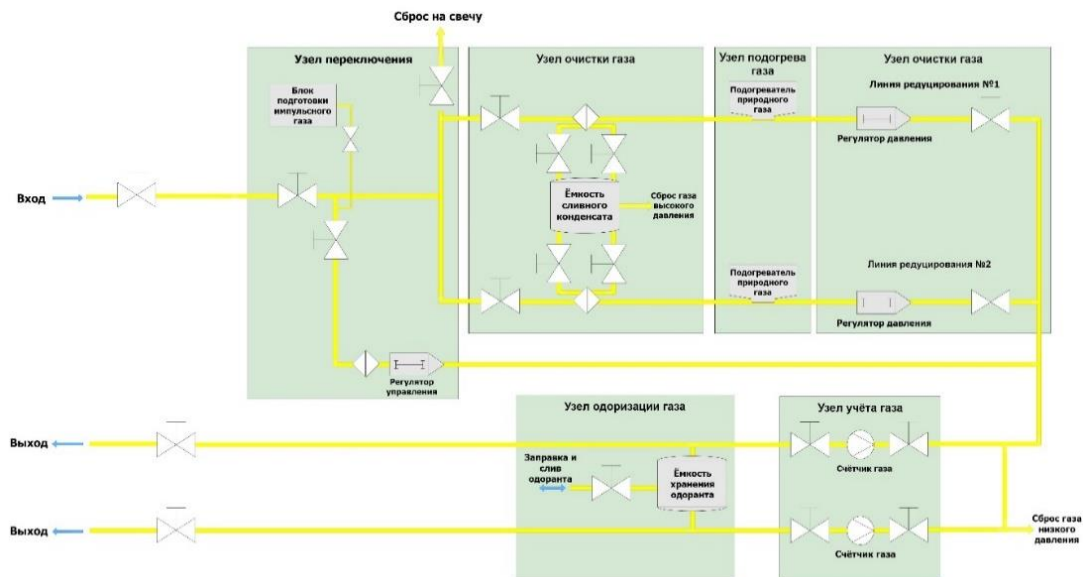 Сброс на свечу
Узел переключения
Узел очистки газа
Узел подогрева
газа
Узел очистки газа
Блок
подготовки
импульсного
газа
Подогреватель
природного
газа
Линия редуцирования №1
Регулятор давления
Вход
Ёмкость
сливного
конденсата
Сброс газа
высокого
давления
Подогреватель
природного
газа
Линия редуцирования №2
Регулятор давления
Регулятор
управления
Узел одоризации газа
Узел учёта газа
Выход
Заправка и
слив
одоранта
Ёмкость
хранения
одоранта
Счётчик газа
Выход
Счётчик газа
Сброс газа
низкого
давления